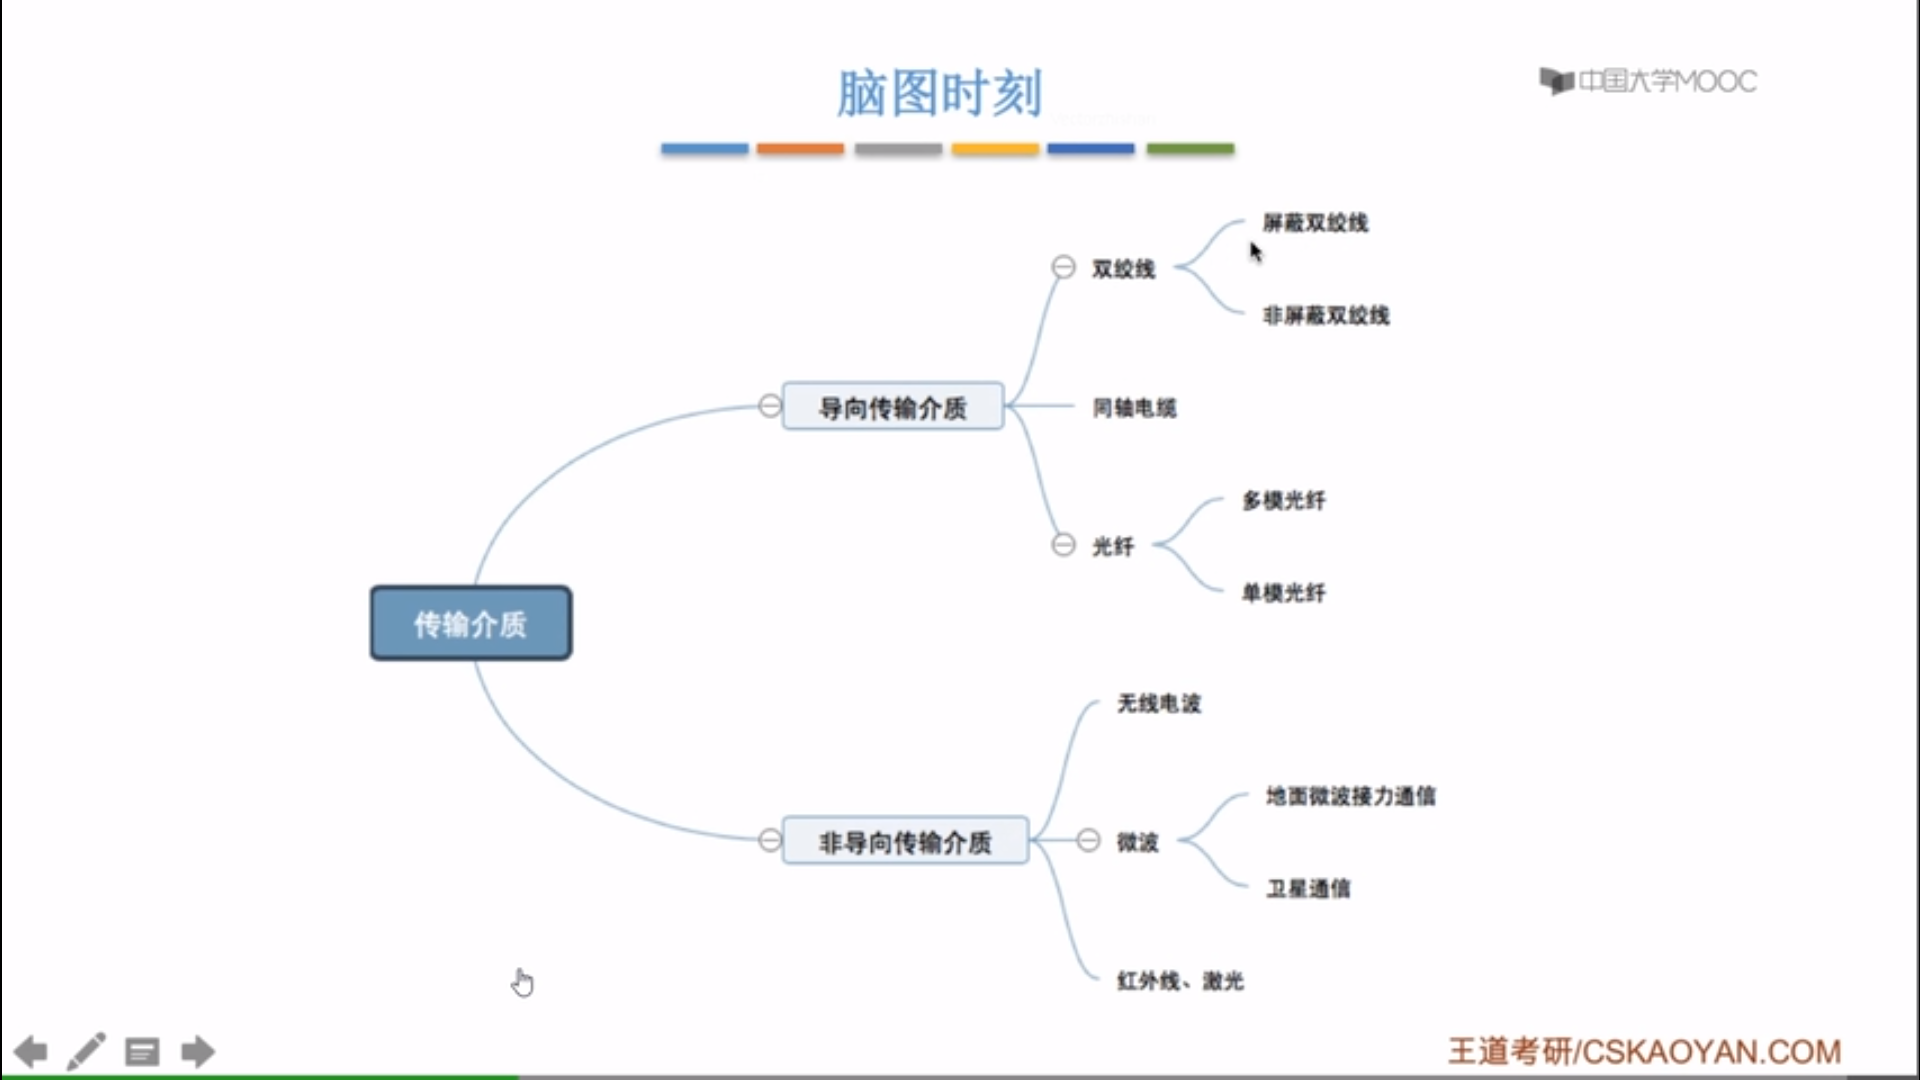 脑图时刻
中国大学MOOC
屏蔽双绞线
双绞线
非屏蔽双绞线
导向传输介质
同轴电缆
多模光纤
光纤
单模光纤
传输介质
无线电波
地面微波接力通信
非导向传输介质
微波
卫星通信
红外线、激光
王道考研/CSKAOYAN.COM